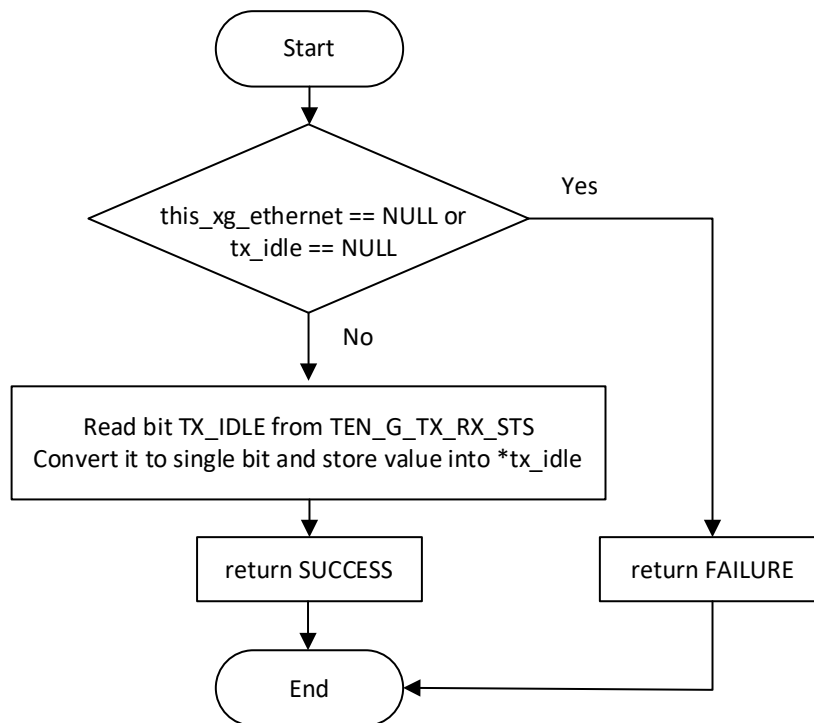 Start
this_xg_ethernet == NULL or
tx_idle == NULL
Yes
No
Read bit TX_IDLE from TEN_G_TX_RX_STS
Convert it to single bit and store value into *tx_idle
return SUCCESS
return FAILURE
End